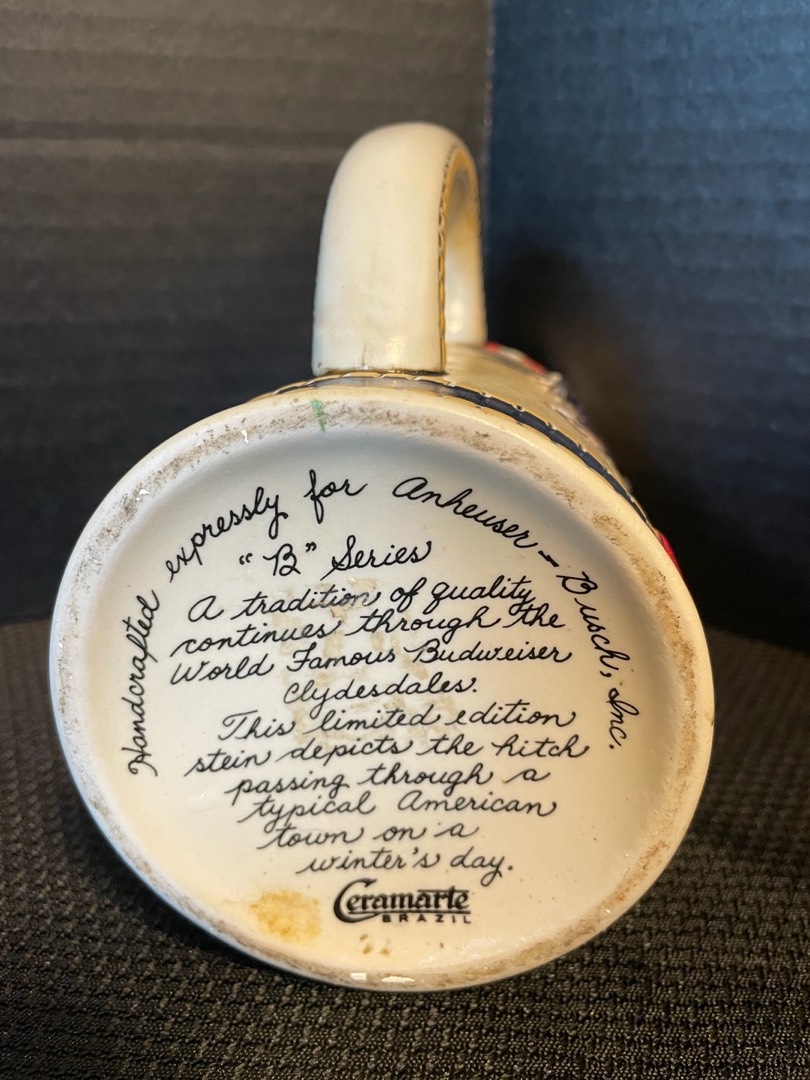 Handcrafted expressly for Anheuser-Busch, Inc.
"B" Series
A tradition of quality
continues through the
World Famous Budweiser
Clydesdales.
This limited edition
stein depicts the hitch
passing through a
typical American
town on a
winter's day.
Ceramarte
BRAZIL